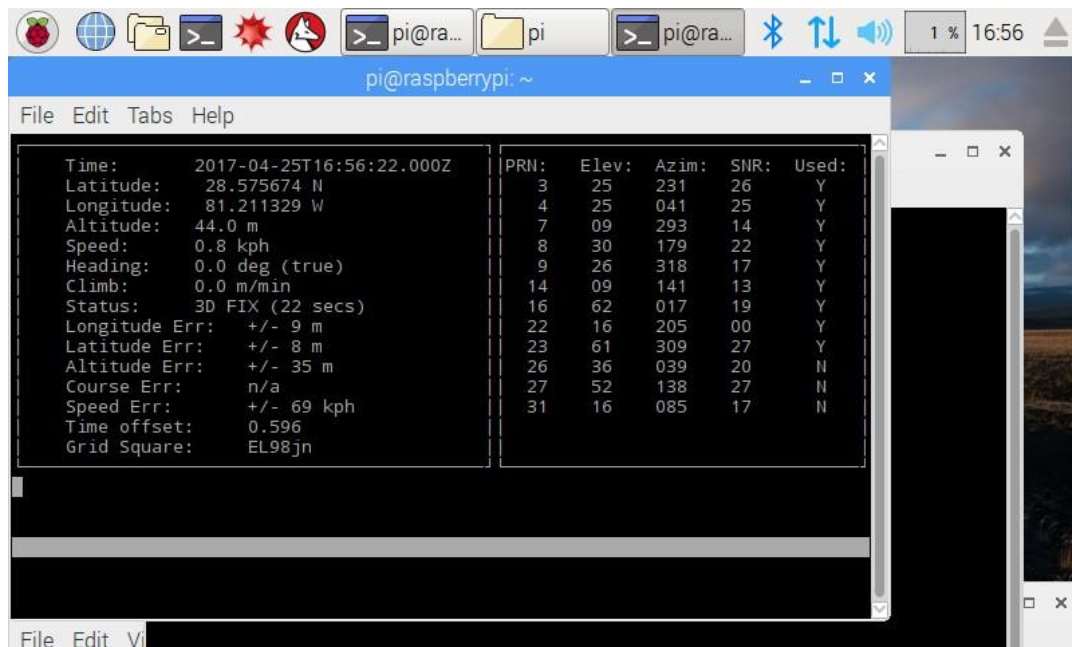 pi@ra... pi pi@ra... 1 % 16:56
pi@raspberrypi: ~
File Edit Tabs Help
Time: 2017-04-25T16:56:22.000Z
Latitude: 28.575674 N
Longitude: 81.211329 W
Altitude: 44.0 m
Speed: 0.8 kph
Heading: 0.0 deg (true)
Climb: 0.0 m/min
Status: 3D FIX (22 secs)
Longitude Err: +/- 9 m
Latitude Err: +/- 8 m
Altitude Err: +/- 35 m
Course Err: n/a
Speed Err: +/- 69 kph
Time offset: 0.596
Grid Square: EL98jn
PRN: Elev: Azim: SNR: Used:
3 25 231 26 Y
4 25 041 25 Y
7 09 293 14 Y
8 30 179 22 Y
9 26 318 17 Y
14 09 141 13 Y
16 62 017 19 Y
22 16 205 00 Y
23 61 309 27 Y
26 36 039 20 N
27 52 138 27 N
31 16 085 17 N
File Edit Vi